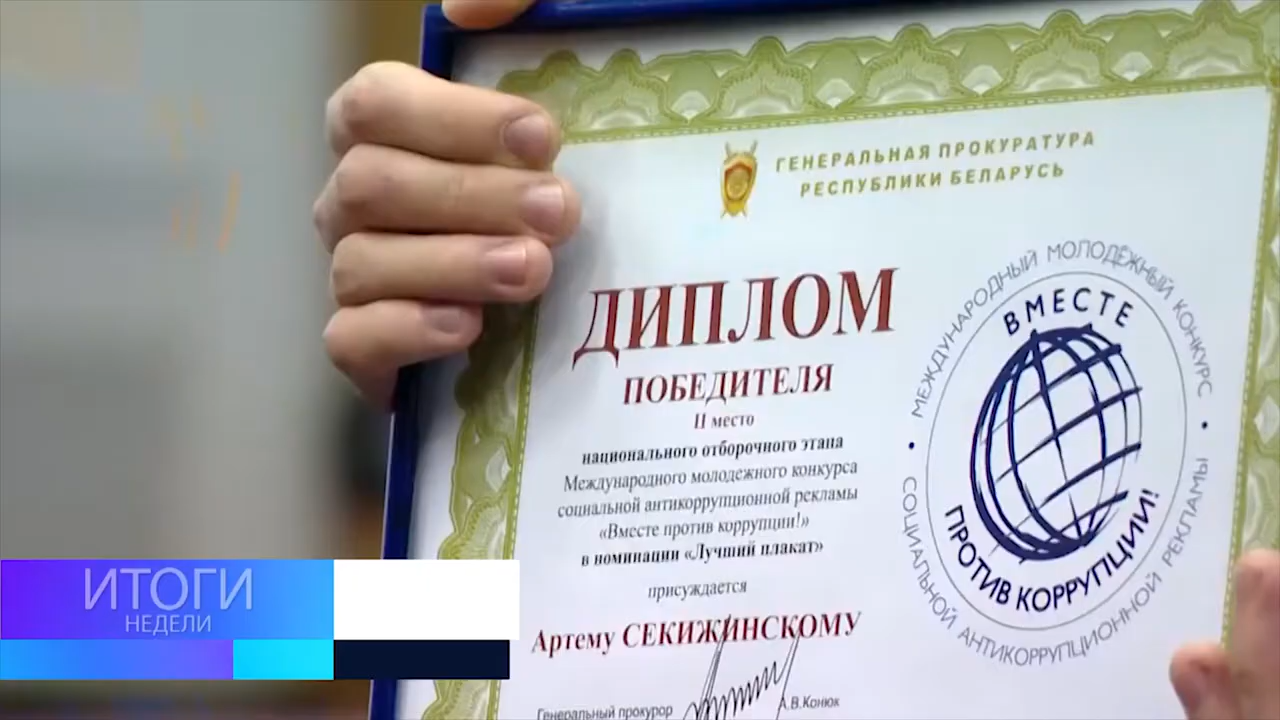 ГЕНЕРАЛЬНАЯ ПРОКУРАТУРА
РЕСПУБЛИКИ БЕЛАРУСЬ
ДИПЛОМ
ПОБЕДИТЕЛЯ
II место
национального отборочного этапа
Международного молодежного конкурса
социальной антикоррупционной рекламы
«Вместе против коррупции!»
в номинации «Лучший плакат»
присуждается
Артему СЕКИЖИНСКОМУ
Генеральный прокурор
А.В.Конюк
МЕЖДУНАРОДНЫЙ МОЛОДЁЖНЫЙ КОНКУРС
СОЦИАЛЬНОЙ АНТИКОРРУПЦИОННОЙ РЕКЛАМЫ
ВМЕСТЕ
ПРОТИВ КОРРУПЦИИ!
ИТОГИ
НЕДЕЛИ